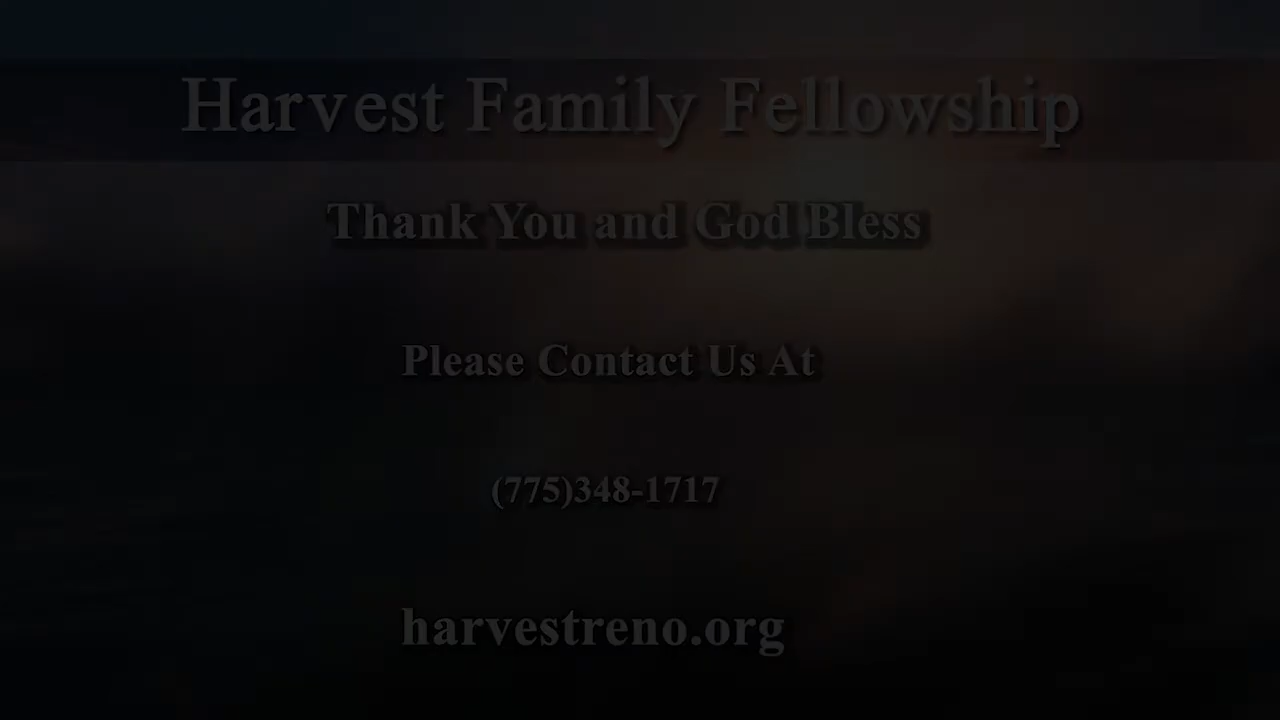 Harvest Family Fellowship
Thank You and God Bless
Please Contact Us At
(775)348-1717
harvestreno.org